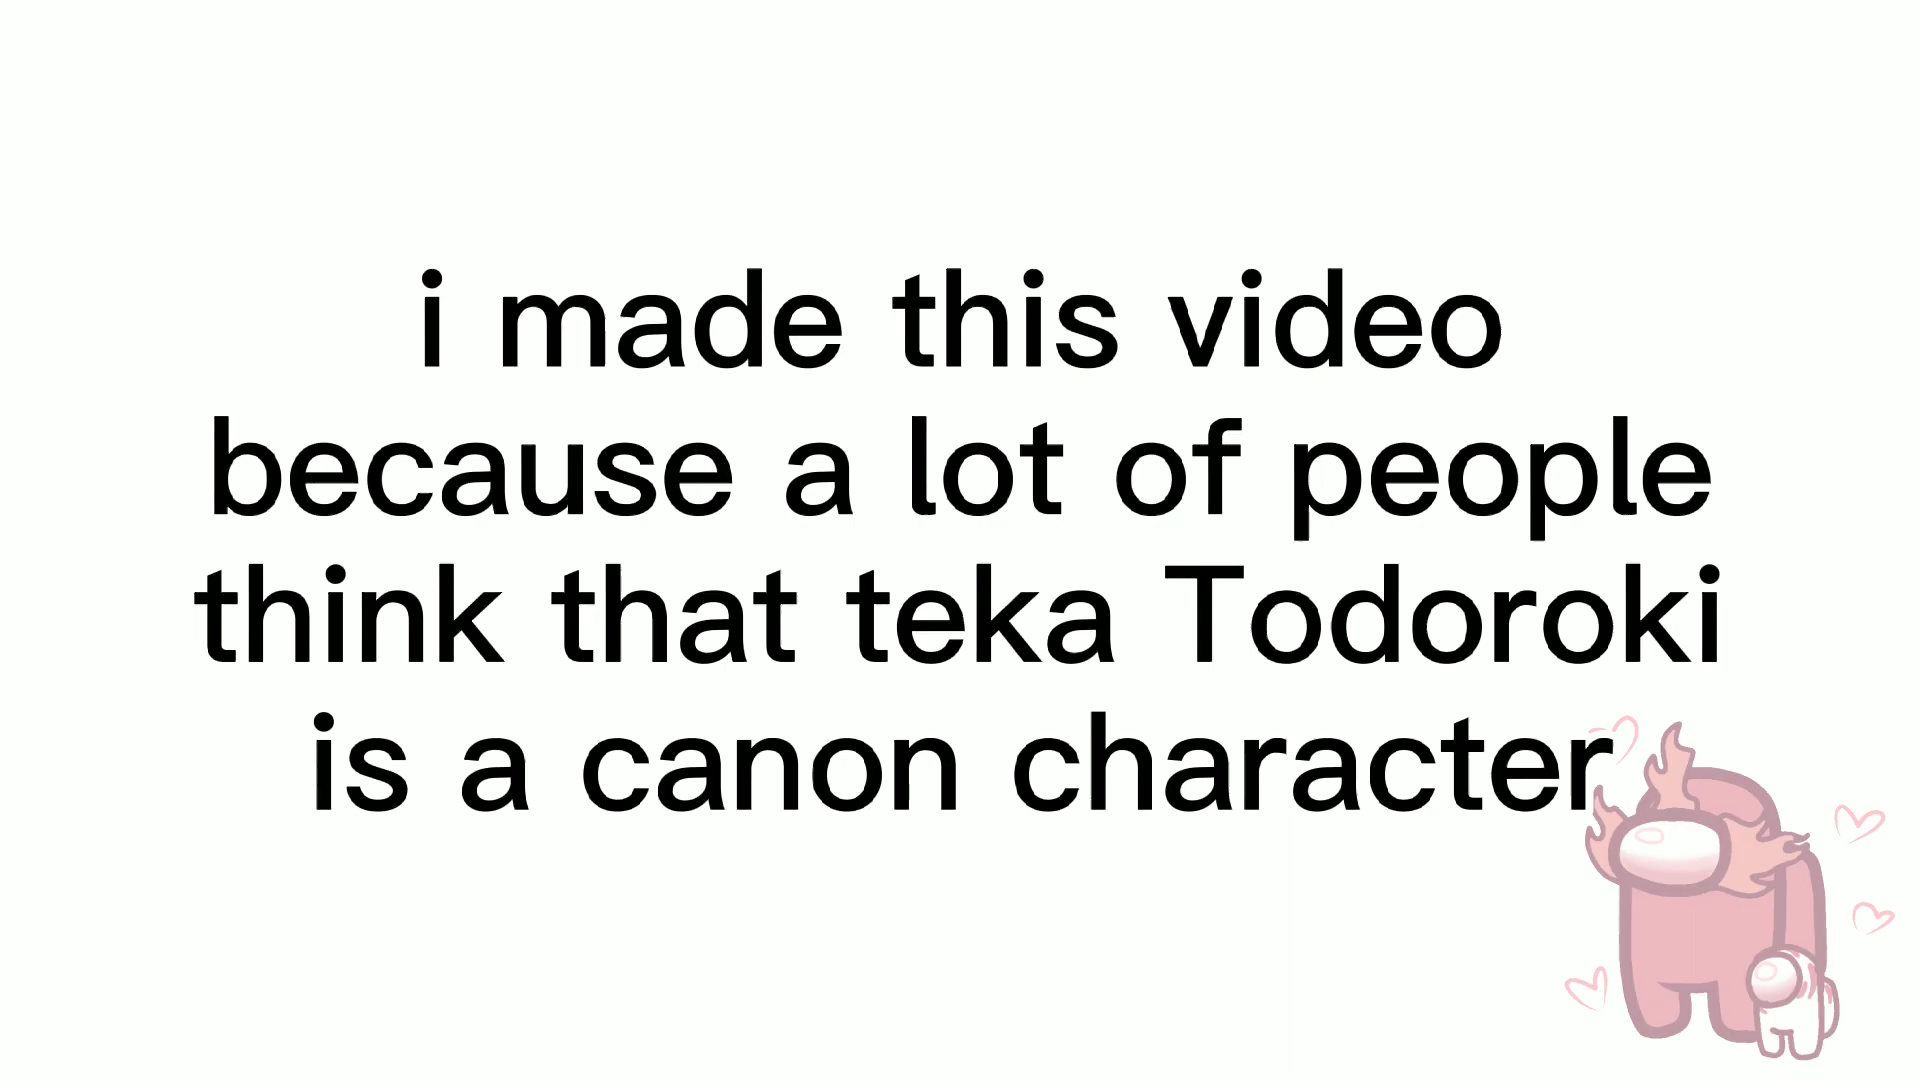 i made this video
because a lot of people
think that teka Todoroki
is a canon character